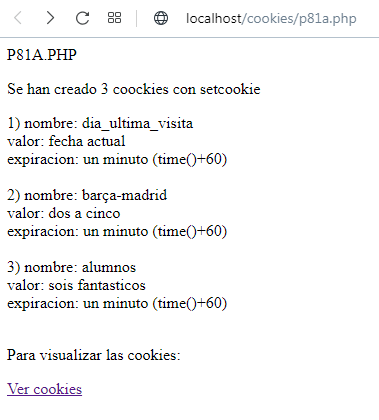 localhost/cookies/p81a.php
P81A.PHP
Se han creado 3 coockies con setcookie
1) nombre: dia_ultima_visita
valor: fecha actual
expiracion: un minuto (time()+60)
2) nombre: barça-madrid
valor: dos a cinco
expiracion: un minuto (time()+60)
3) nombre: alumnos
valor: sois fantasticos
expiracion: un minuto (time()+60)
Para visualizar las cookies:
Ver cookies